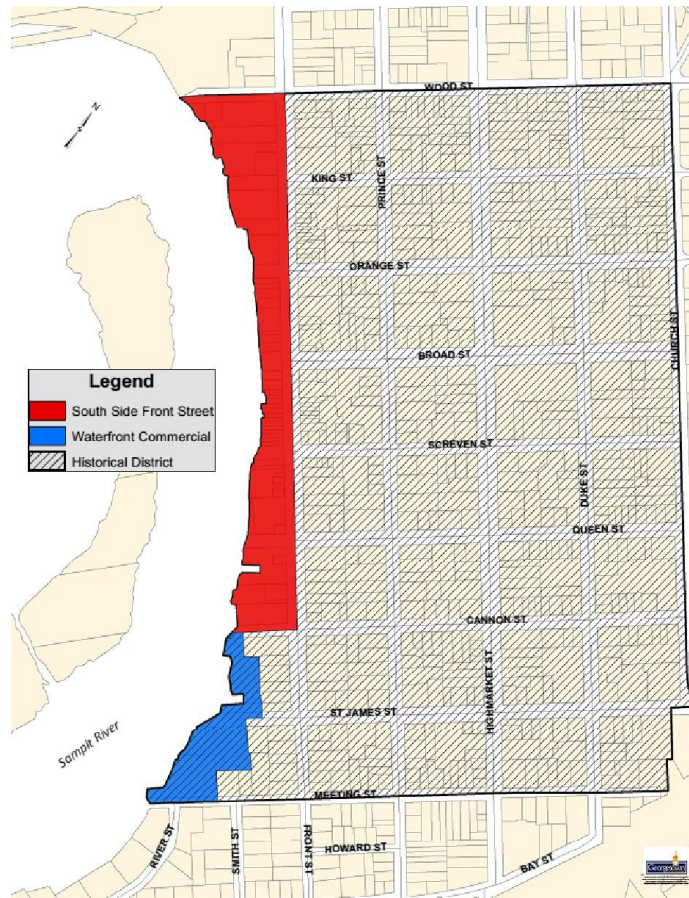 WOOD ST
N
KING ST
PRINCE ST
ORANGE ST
BROAD ST
CHURCH ST
Legend
South Side Front Street
Waterfront Commercial
Historical District
SCREVEN ST
DUKE ST
QUEEN ST
CANNON ST
HIGHMARKET ST
ST JAMES ST
Sampit River
MEETING ST
RIVER ST
SMITH ST
FRONT ST
HOWARD ST
BAY ST
Georgetown